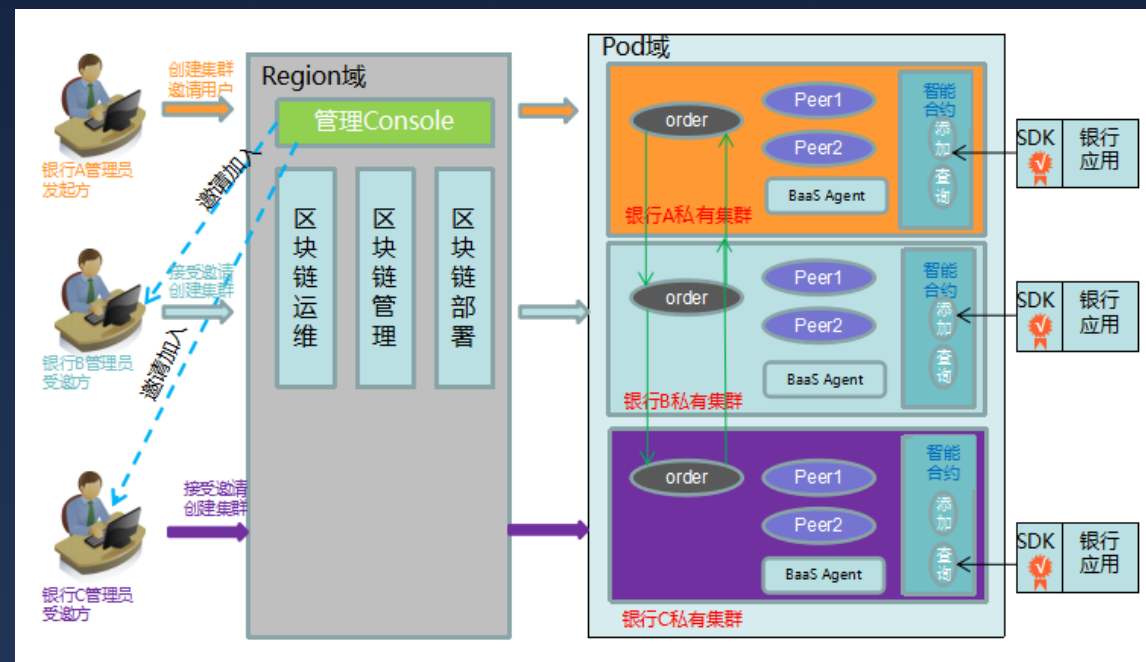 创建集群
邀请用户
银行A管理员
发起方
邀请加入
接受邀请
创建集群
银行B管理员
受邀方
邀请加入
接受邀请
创建集群
银行C管理员
受邀方
Region域
管理Console
区块链运维
区块链管理
区块链部署
Pod域
order
Peer1
Peer2
BaaS Agent
银行A私有集群
智能
合约
添加
查询
SDK
银行
应用
order
Peer1
Peer2
BaaS Agent
银行B私有集群
智能
合约
添加
查询
SDK
银行
应用
order
Peer1
Peer2
BaaS Agent
银行C私有集群
智能
合约
添加
查询
SDK
银行
应用